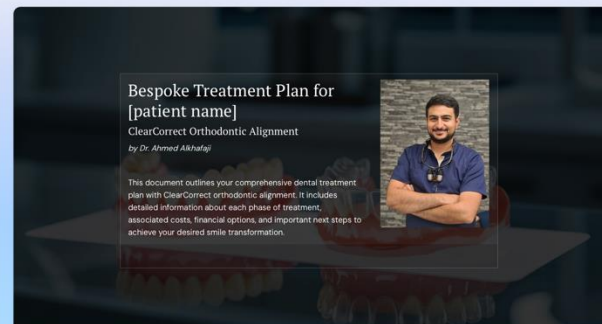 Bespoke Treatment Plan for
[patient name]
ClearCorrect Orthodontic Alignment
by Dr. Ahmed Alkhafaji
This document outlines your comprehensive dental treatment
plan with ClearCorrect orthodontic alignment. It includes
detailed information about each phase of treatment,
associated costs, financial options, and important next steps to
achieve your desired smile transformation.